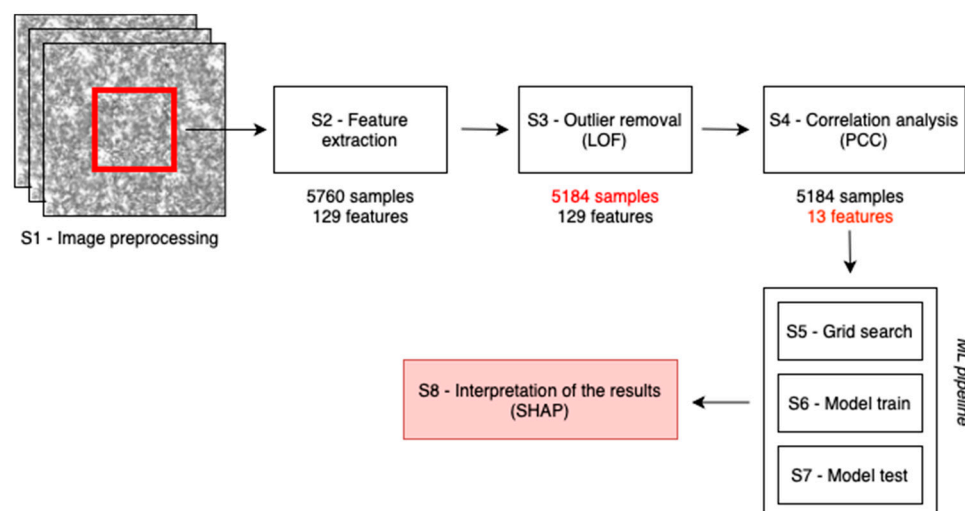 S1 - Image preprocessing
S2 - Feature
extraction
5760 samples
129 features
S3 - Outlier removal
(LOF)
5184 samples
129 features
S4 - Correlation analysis
(PCC)
5184 samples
13 features
S5 - Grid search
S6 - Model train
S7 - Model test
ML pipeline
S8 - Interpretation of the results
(SHAP)